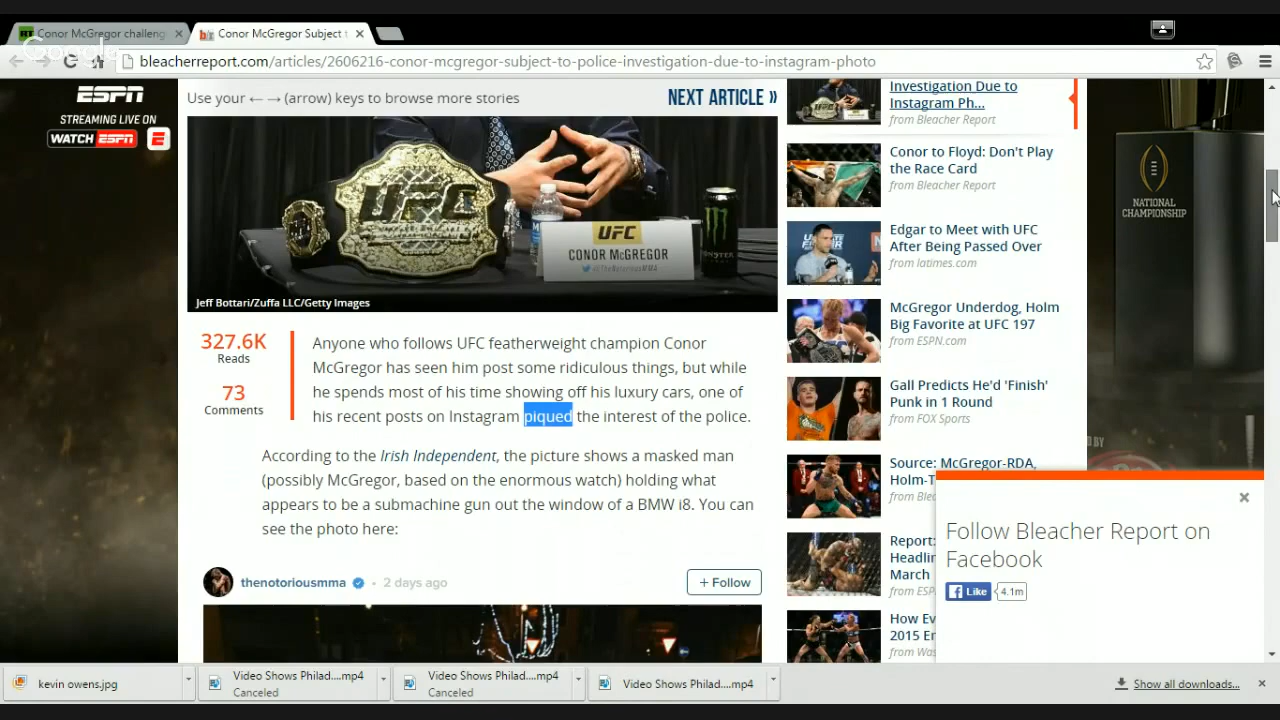 Conor McGregor challeng
Conor McGregor Subject t
Google
bleacherreport.com/articles/2606216-conor-mcgregor-subject-to-police-investigation-due-to-instagram-photo
ESPN
STREAMING LIVE ON
WATCH ESPN E
Use your ← → (arrow) keys to browse more stories
NEXT ARTICLE »
UFC
UFC
CONOR McGREGOR
@TheNotoriousMMA
Jeff Bottari/Zuffa LLC/Getty Images
327.6K
Reads
73
Comments
Anyone who follows UFC featherweight champion Conor
McGregor has seen him post some ridiculous things, but while
he spends most of his time showing off his luxury cars, one of
his recent posts on Instagram piqued the interest of the police.
According to the Irish Independent, the picture shows a masked man
(possibly McGregor, based on the enormous watch) holding what
appears to be a submachine gun out the window of a BMW i8. You can
see the photo here:
thenotoriousmma • 2 days ago
+ Follow
Investigation Due to
Instagram Ph...
from Bleacher Report
Conor to Floyd: Don't Play
the Race Card
from Bleacher Report
Edgar to Meet with UFC
After Being Passed Over
from latimes.com
McGregor Underdog, Holm
Big Favorite at UFC 197
from ESPN.com
Gall Predicts He'd 'Finish'
Punk in 1 Round
from FOX Sports
Source: McGregor-RDA,
Holm-T
from Blea
Report:
Headlin
March
from ESP
How Ev
2015 En
from Was
NATIONAL
CHAMPIONSHIP
D BY
Follow Bleacher Report on
Facebook
Like 4.1m
kevin owens.jpg
Video Shows Philad....mp4
Canceled
Video Shows Philad....mp4
Canceled
Video Shows Philad....mp4
Show all downloads...